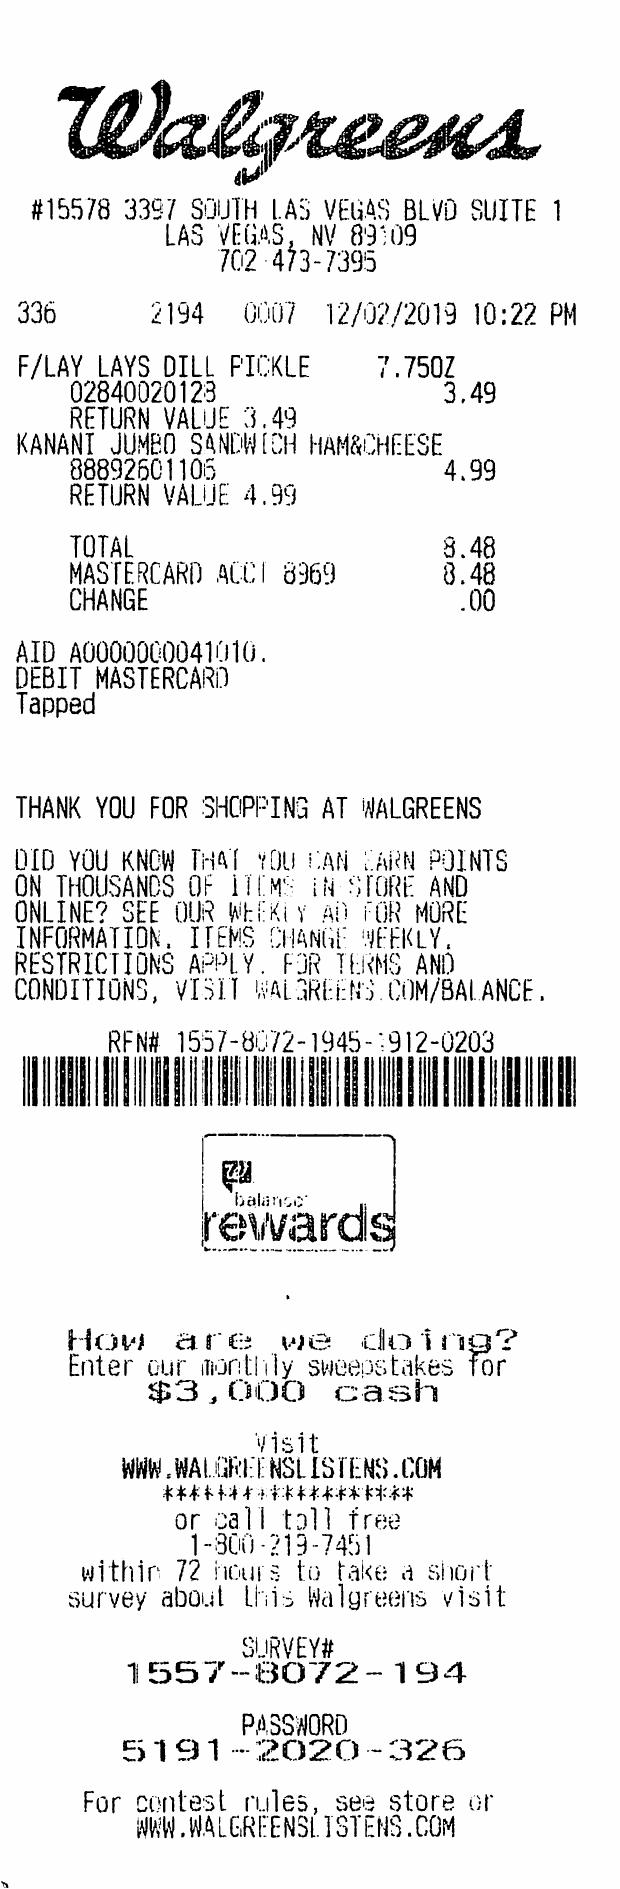 Walgreens
#15578 3397 SOUTH LAS VEGAS BLVD SUITE 1
LAS VEGAS, NV 89109
702-473-7395
336 2194 0007 12/02/2019 10:22 PM
F/LAY LAYS DILL PICKLE 7.75OZ
02840020123 3.49
RETURN VALUE 3.49
KANANI JUMBO SANDWICH HAM&CHEESE
88892601106 4.99
RETURN VALUE 4.99
TOTAL 8.48
MASTERCARD ACCT 8969 8.48
CHANGE .00
AID A0000000041010.
DEBIT MASTERCARD
Tapped
THANK YOU FOR SHOPPING AT WALGREENS
DID YOU KNOW THAT YOU CAN EARN POINTS
ON THOUSANDS OF ITEMS IN STORE AND
ONLINE? SEE OUR WEEKLY AD FOR MORE
INFORMATION. ITEMS CHANGE WEEKLY.
RESTRICTIONS APPLY. FOR TERMS AND
CONDITIONS, VISIT WALGREENS.COM/BALANCE.
RFN# 1557-8072-1945-1912-0203
balance
rewards
How are we doing?
Enter our monthly sweepstakes for
$3,000 cash
Visit
WWW.WALGREENSLISTENS.COM
*******************
or call toll free
1-800-219-7451
within 72 hours to take a short
survey about this Walgreens visit
SURVEY#
1557-8072-194
PASSWORD
5191-2020-326
For contest rules, see store or
WWW.WALGREENSLISTENS.COM